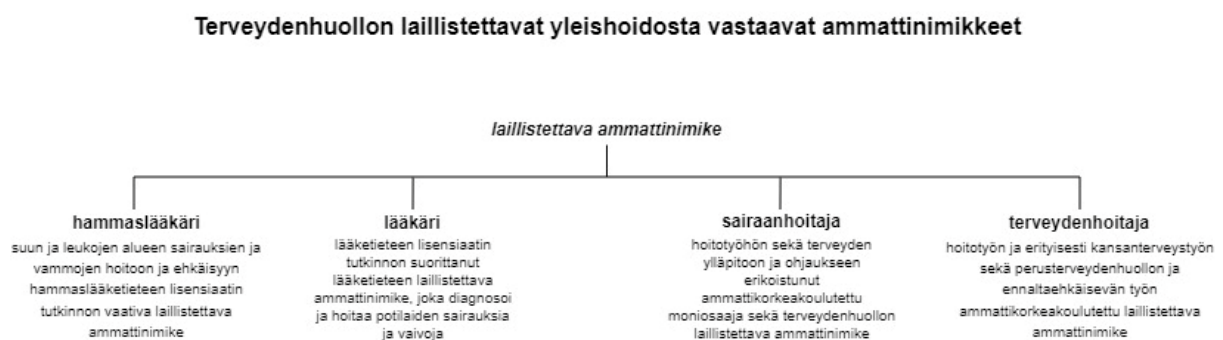 Terveydenhuollon laillistettavat yleishoidosta vastaavat ammattinimikkeet
laillistettava ammattinimike
hammaslääkäri
suun ja leukojen alueen sairauksien ja
vammojen hoitoon ja ehkäisyyn
hammaslääketieteen lisensiaatin
tutkinnon vaativa laillistettava
ammattinimike
lääkäri
lääketieteen lisensiaatin
tutkinnon suorittanut
lääketieteen laillistettava
ammattinimike, joka diagnosoi
ja hoitaa potilaiden sairauksia
ja vaivoja
sairaanhoitaja
hoitotyöhön sekä terveyden
ylläpitoon ja ohjaukseen
erikoistunut
ammattikorkeakoulutettu
moniosaaja sekä terveydenhuollon
laillistettava ammattinimike
terveydenhoitaja
hoitotyön ja erityisesti kansanterveystyön
sekä perusterveydenhuollon ja
ennaltaehkäisevän työn
ammattikorkeakoulutettu laillistettava
ammattinimike